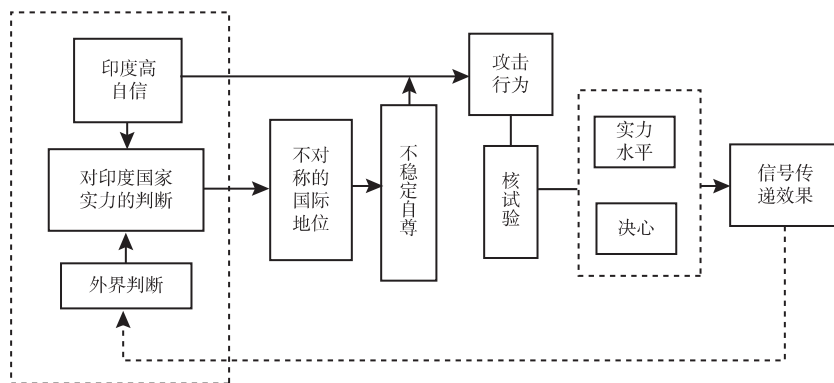 印度高
自信
对印度国家
实力的判断
外界判断
不对
称的
国际
地位
不
稳
定
自
尊
攻击
行为
核
试
验
实力
水平
决心
信号传
递效果